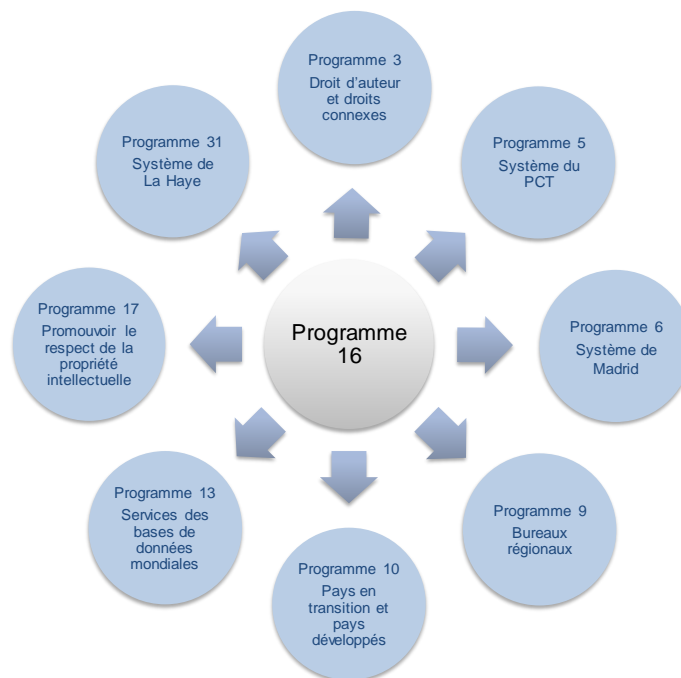 Programme 3
Droit d’auteur
et droits
connexes
Programme 5
Système du
PCT
Programme 6
Système de
Madrid
Programme 9
Bureaux
régionaux
Programme 10
Pays en
transition et
pays
développés
Programme 13
Services des
bases de
données
mondiales
Programme 17
Promouvoir le
respect de la
propriété
intellectuelle
Programme 31
Système de
La Haye
Programme
16